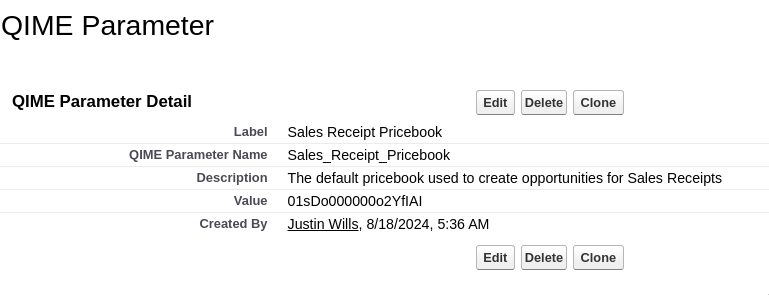 QIME Parameter
QIME Parameter Detail Edit Delete Clone
Label Sales Receipt Pricebook
QIME Parameter Name Sales_Receipt_Pricebook
Description The default pricebook used to create opportunities for Sales Receipts
Value 01sDo000000o2YfIAI
Created By Justin Wills, 8/18/2024, 5:36 AM
Edit Delete Clone